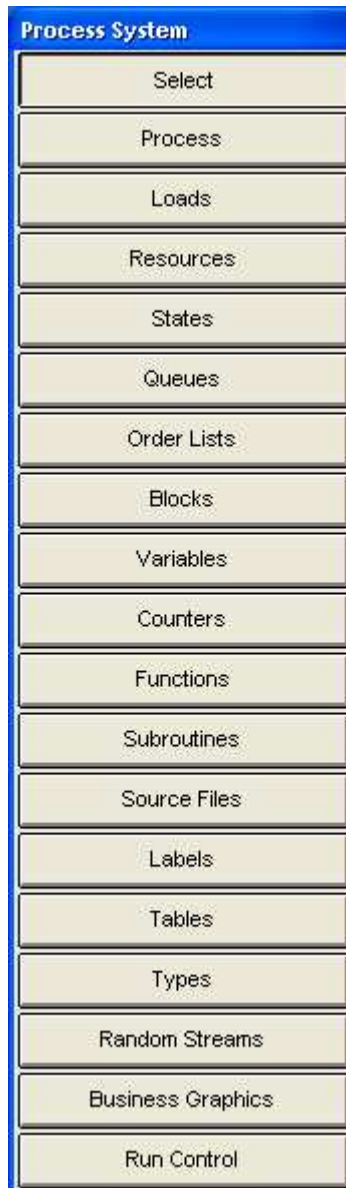 Process System
Select
Process
Loads
Resources
States
Queues
Order Lists
Blocks
Variables
Counters
Functions
Subroutines
Source Files
Labels
Tables
Types
Random Streams
Business Graphics
Run Control